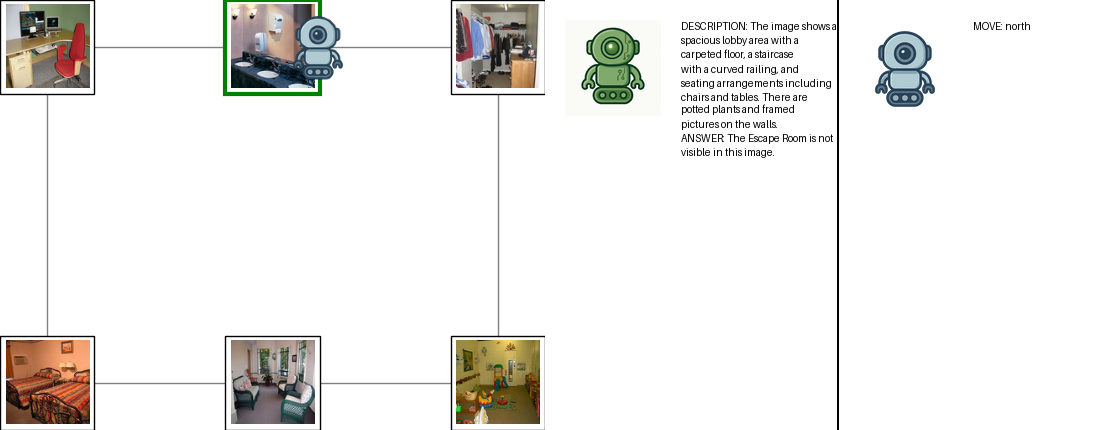 DESCRIPTION: The image shows a
spacious lobby area with a
carpeted floor, a staircase
with a curved railing, and
seating arrangements including
chairs and tables. There are
potted plants and framed
pictures on the walls.
ANSWER: The Escape Room is not
visible in this image.
MOVE: north